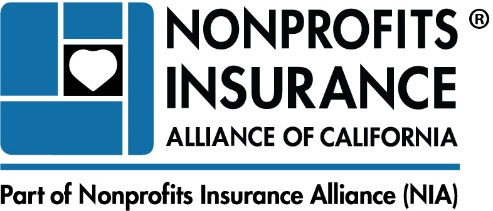 NONPROFITS ®
INSURANCE
ALLIANCE OF CALIFORNIA
Part of Nonprofits Insurance Alliance (NIA)